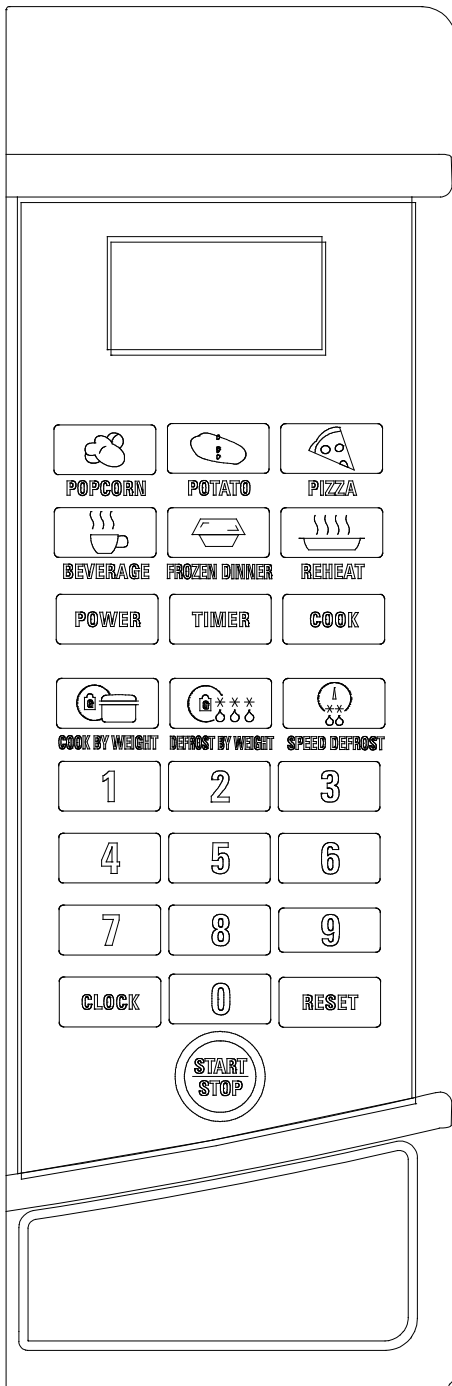 POPCORN POTATO PIZZA
BEVERAGE FROZEN DINNER REHEAT
POWER TIMER COOK
COOK BY WEIGHT DEFROST BY WEIGHT SPEED DEFROST
1 2 3
4 5 6
7 8 9
CLOCK 0 RESET
START
STOP